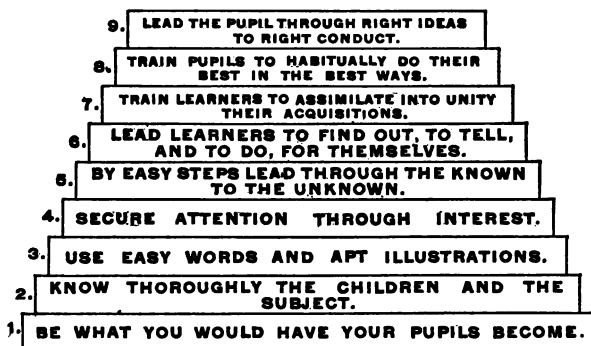 9. LEAD THE PUPIL THROUGH RIGHT IDEAS
TO RIGHT CONDUCT.
8. TRAIN PUPILS TO HABITUALLY DO THEIR
BEST IN THE BEST WAYS.
7. TRAIN LEARNERS TO ASSIMILATE INTO UNITY
THEIR ACQUISITIONS.
6. LEAD LEARNERS TO FIND OUT, TO TELL,
AND TO DO, FOR THEMSELVES.
5. BY EASY STEPS LEAD THROUGH THE KNOWN
TO THE UNKNOWN.
4. SECURE ATTENTION THROUGH INTEREST.
3. USE EASY WORDS AND APT ILLUSTRATIONS.
2. KNOW THOROUGHLY THE CHILDREN AND THE
SUBJECT.
1. BE WHAT YOU WOULD HAVE YOUR PUPILS BECOME.